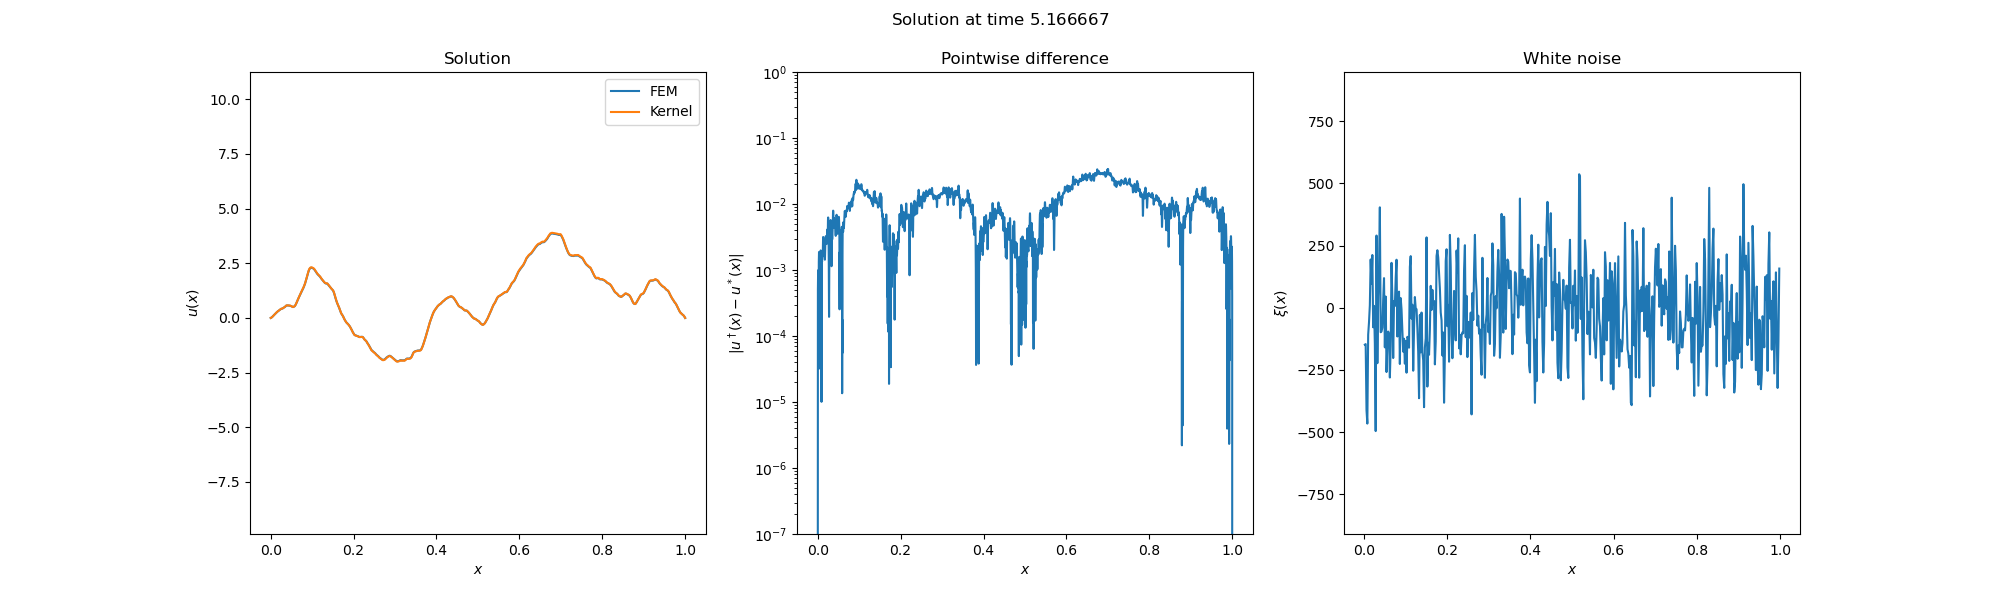 Solution at time 5.166667
Solution
10.0
7.5
5.0
2.5
0.0
−2.5
−5.0
−7.5
u(x)
0.0 0.2 0.4 0.6 0.8 1.0
x
FEM
Kernel
Pointwise difference
10⁰
10⁻¹
10⁻²
10⁻³
10⁻⁴
10⁻⁵
10⁻⁶
10⁻⁷
|u†(x) − u*(x)|
0.0 0.2 0.4 0.6 0.8 1.0
x
White noise
750
500
250
0
−250
−500
−750
ξ(x)
0.0 0.2 0.4 0.6 0.8 1.0
x